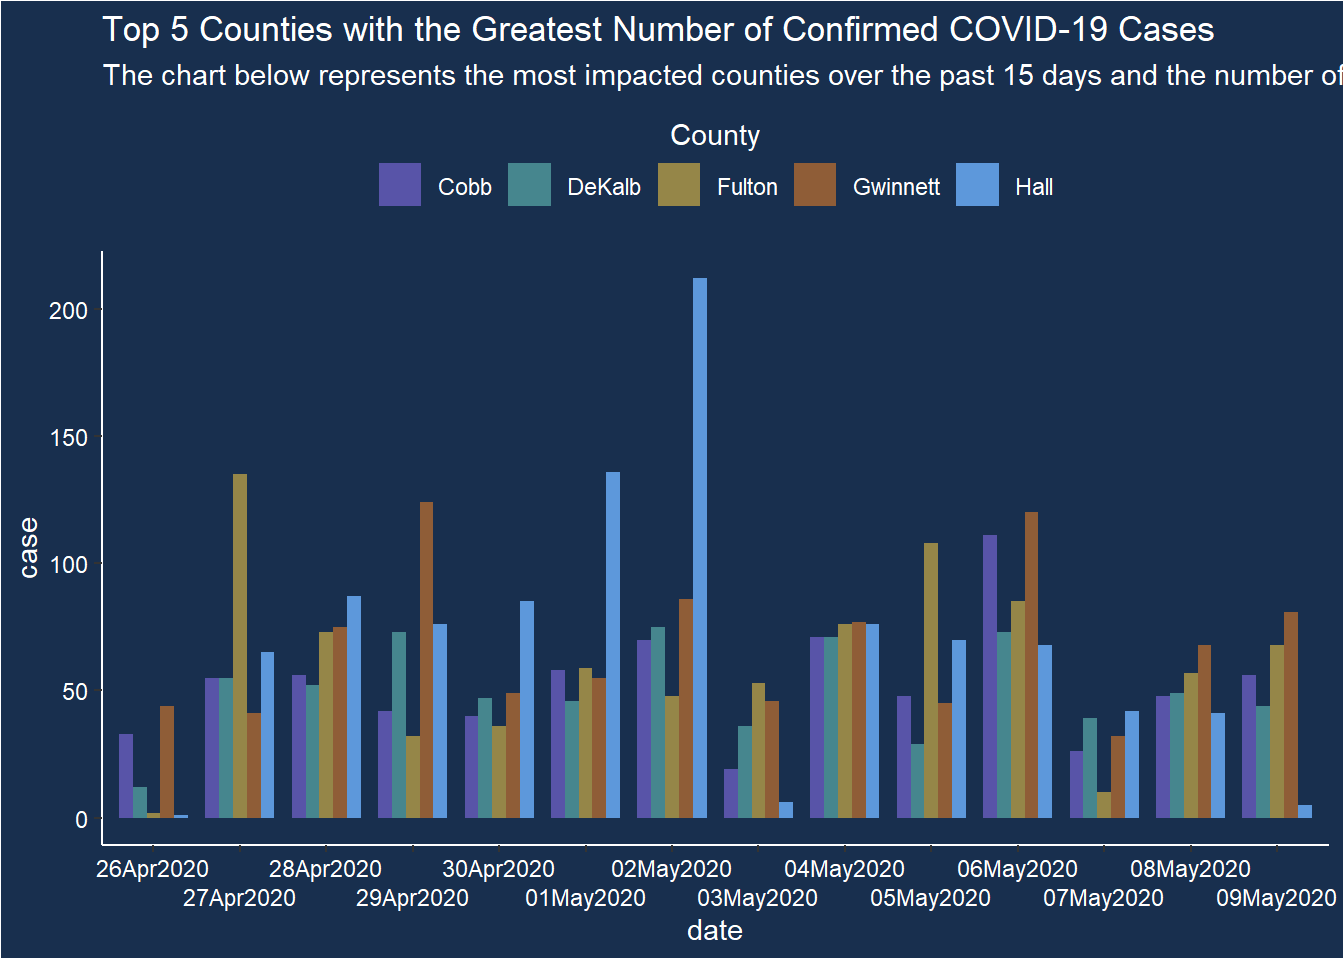 Top 5 Counties with the Greatest Number of Confirmed COVID-19 Cases
The chart below represents the most impacted counties over the past 15 days and the number of
County
Cobb DeKalb Fulton Gwinnett Hall
200
150
100
50
0
case
26Apr2020 28Apr2020 30Apr2020 02May2020 04May2020 06May2020 08May2020
27Apr2020 29Apr2020 01May2020 03May2020 05May2020 07May2020 09May2020
date